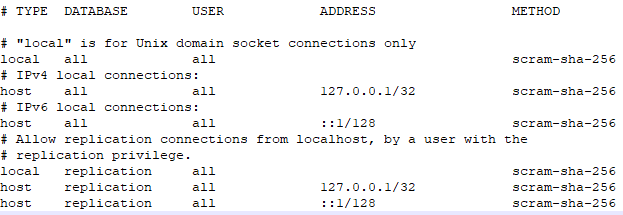 # TYPE  DATABASE        USER            ADDRESS                 METHOD
# "local" is for Unix domain socket connections only
local   all             all                                     scram-sha-256
# IPv4 local connections:
host    all             all             127.0.0.1/32            scram-sha-256
# IPv6 local connections:
host    all             all             ::1/128                 scram-sha-256
# Allow replication connections from localhost, by a user with the
# replication privilege.
local   replication     all                                     scram-sha-256
host    replication     all             127.0.0.1/32            scram-sha-256
host    replication     all             ::1/128                 scram-sha-256